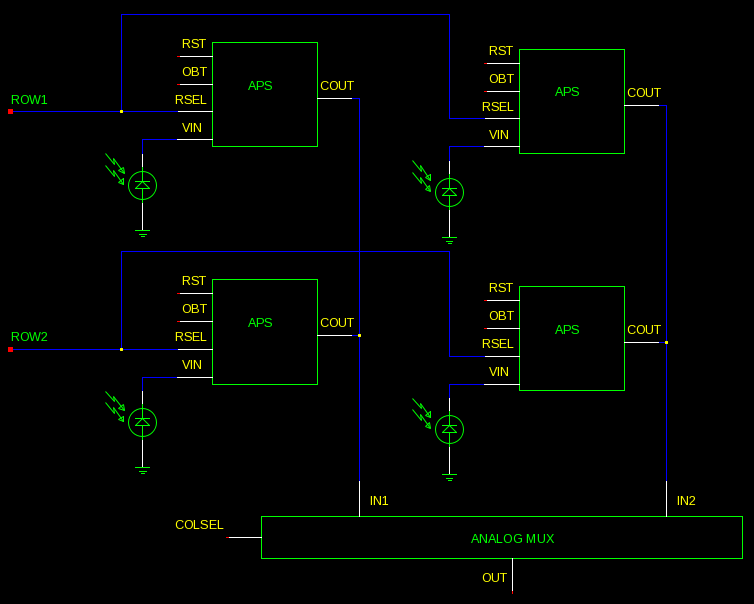 RST
OBT
ROW1
RSEL
VIN
APS
COUT
RST
OBT
RSEL
VIN
APS
COUT
RST
OBT
ROW2
RSEL
VIN
APS
COUT
RST
OBT
RSEL
VIN
APS
COUT
IN1
IN2
COLSEL
ANALOG MUX
OUT